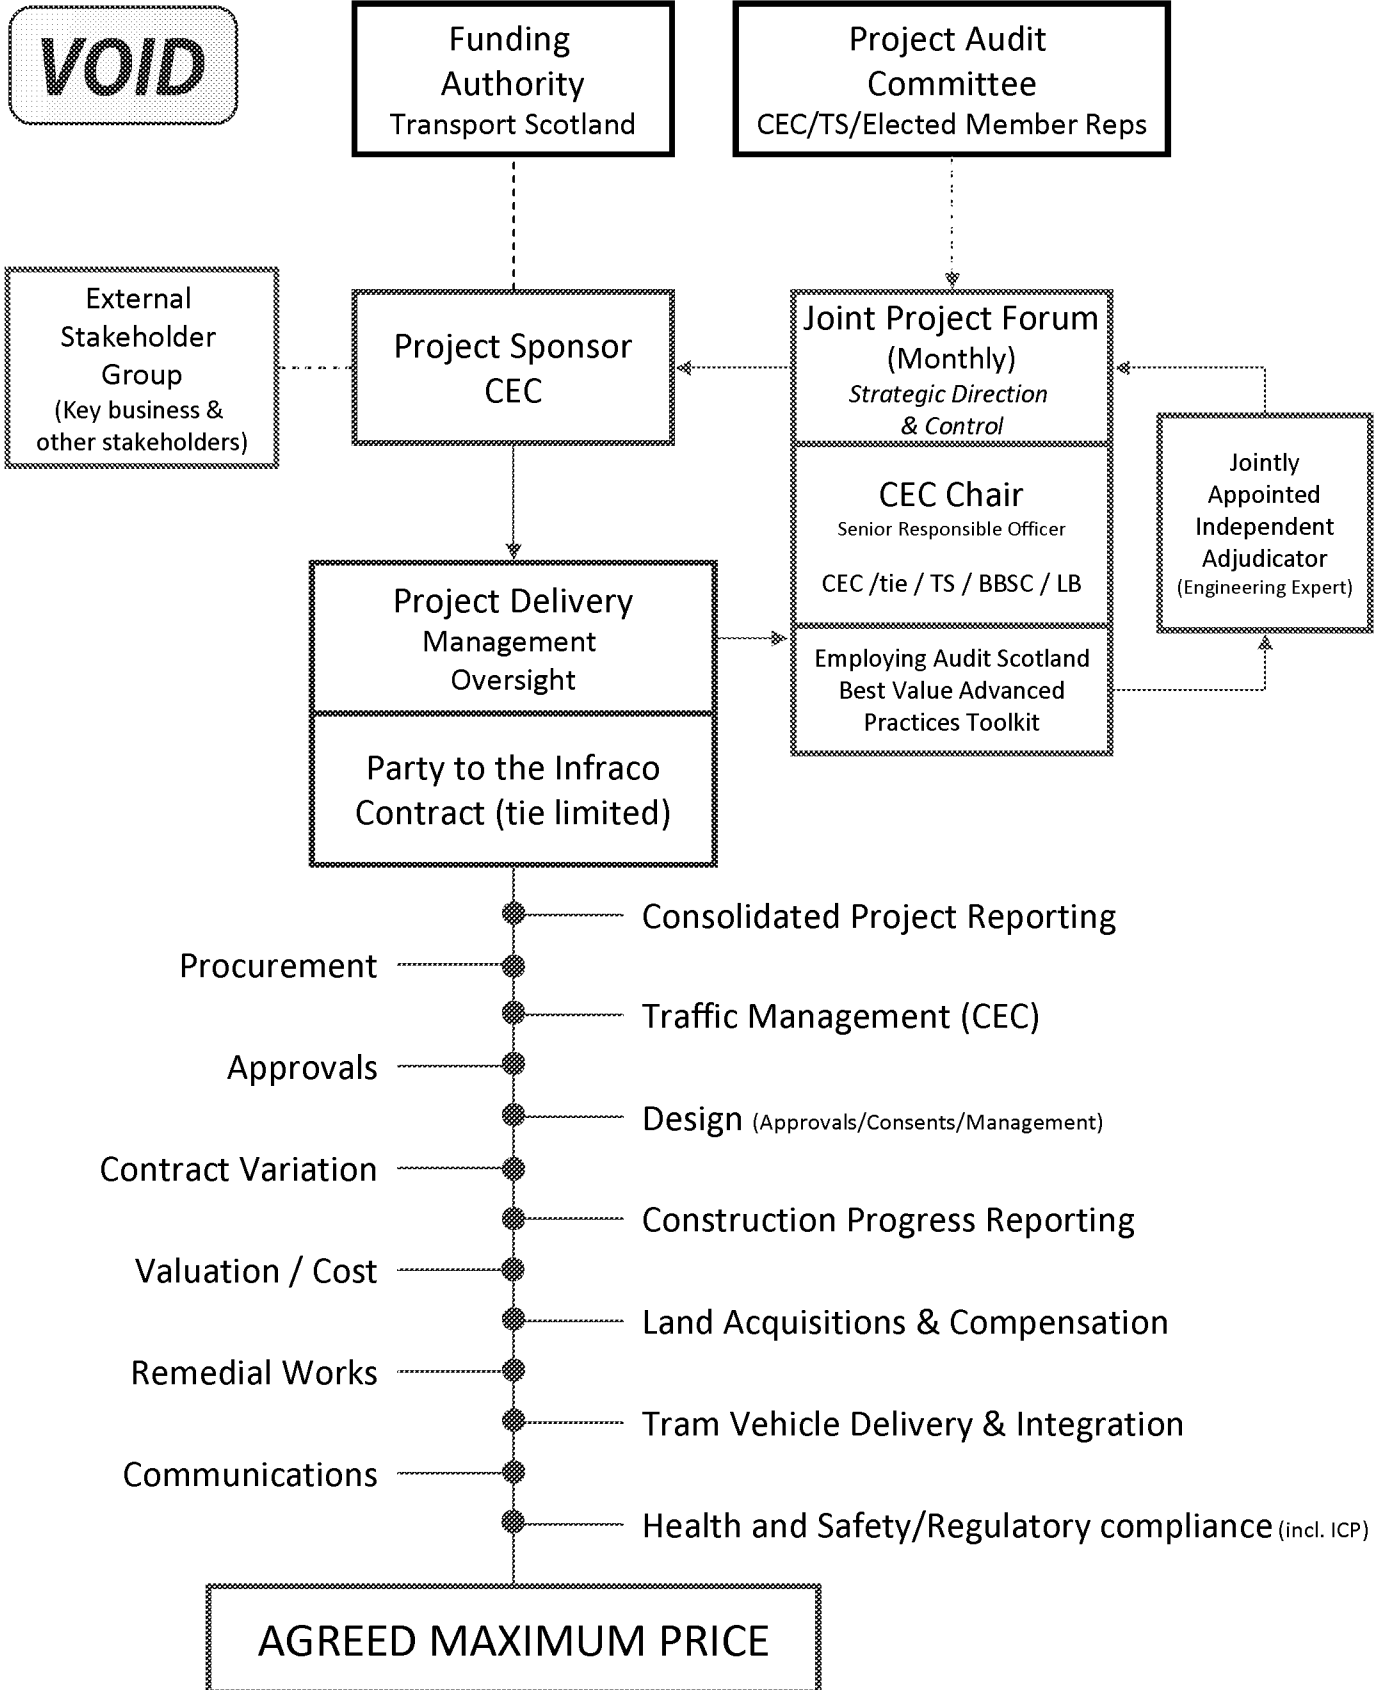 VOID
Funding
Authority
Transport Scotland
Project Audit
Committee
CEC/TS/Elected Member Reps
External
Stakeholder
Group
(Key business &
other stakeholders)
Project Sponsor
CEC
Joint Project Forum
(Monthly)
Strategic Direction
& Control
CEC Chair
Senior Responsible Officer
CEC /tie / TS / BBSC / LB
Employing Audit Scotland
Best Value Advanced
Practices Toolkit
Jointly
Appointed
Independent
Adjudicator
(Engineering Expert)
Project Delivery
Management
Oversight
Party to the Infraco
Contract (tie limited)
Consolidated Project Reporting
Procurement
Traffic Management (CEC)
Approvals
Design (Approvals/Consents/Management)
Contract Variation
Construction Progress Reporting
Valuation / Cost
Land Acquisitions & Compensation
Remedial Works
Tram Vehicle Delivery & Integration
Communications
Health and Safety/Regulatory compliance (incl. ICP)
AGREED MAXIMUM PRICE